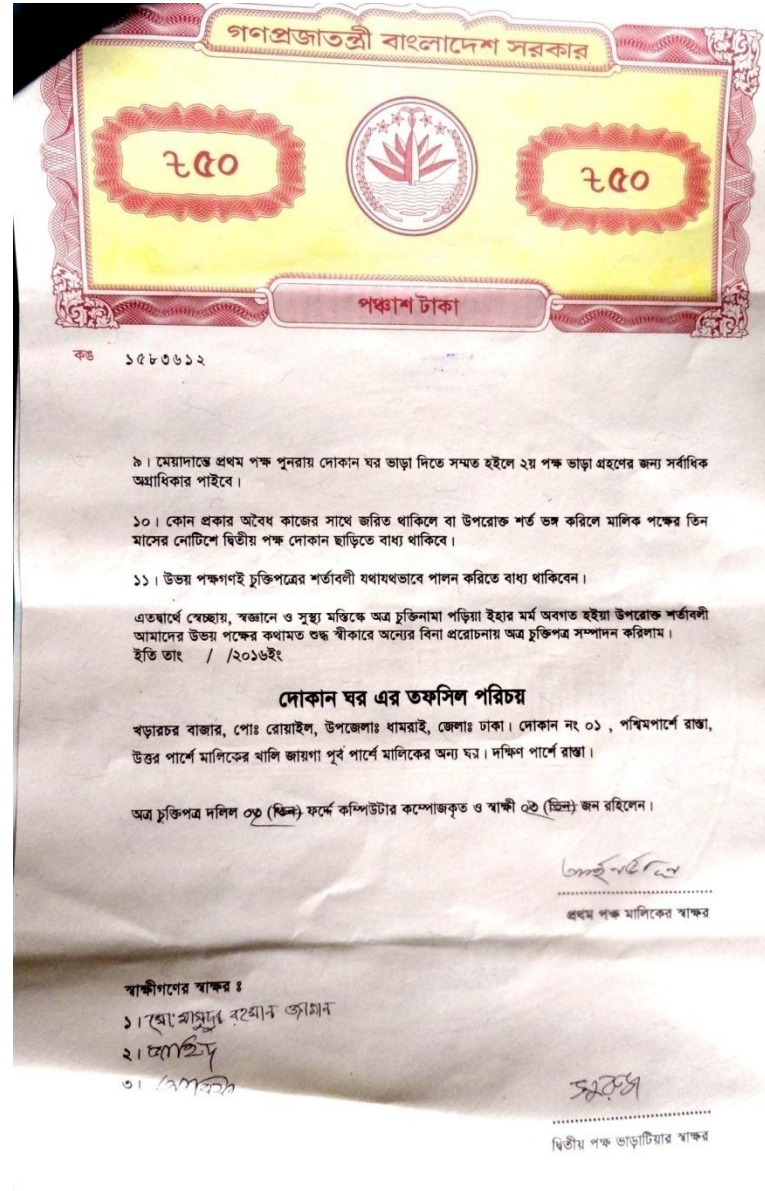 গণপ্রজাতন্ত্রী বাংলাদেশ সরকার
৳৫০
৳৫০
পঞ্চাশ টাকা
কঙ ১৫৮৩৬১২
৯। মেয়াদান্তে প্রথম পক্ষ পুনরায় দোকান ঘর ভাড়া দিতে সম্মত হইলে ২য় পক্ষ ভাড়া গ্রহণের জন্য সর্বাধিক
অগ্রাধিকার পাইবে।
১০। কোন প্রকার অবৈধ কাজের সাথে জরিত থাকিলে বা উপরোক্ত শর্ত ভঙ্গ করিলে মালিক পক্ষের তিন
মাসের নোটিশে দ্বিতীয় পক্ষ দোকান ছাড়িতে বাধ্য থাকিবে।
১১। উভয় পক্ষগণই চুক্তিপত্রের শর্তাবলী যথাযথভাবে পালন করিতে বাধ্য থাকিবেন।
এতদ্বার্থে স্বেচ্ছায়, স্বজ্ঞানে ও সুস্থ্য মস্তিস্কে অত্র চুক্তিনামা পড়িয়া ইহার মর্ম অবগত হইয়া উপরোক্ত শর্তাবলী
আমাদের উভয় পক্ষের কথামত শুদ্ধ স্বীকারে অন্যের বিনা প্ররোচনায় অত্র চুক্তিপত্র সম্পাদন করিলাম।
ইতি তাং / /২০১৬ইং
দোকান ঘর এর তফসিল পরিচয়
খড়ারচর বাজার, পোঃ রোয়াইল, উপজেলাঃ ধামরাই, জেলাঃ ঢাকা। দোকান নং ০১ , পশ্বিমপার্শে রাস্তা,
উত্তর পার্শে মালিকের খালি জায়গা পূর্ব পার্শে মালিকের অন্য ঘর। দক্ষিণ পার্শে রাস্তা।
অত্র চুক্তিপত্র দলিল ০৩ (তিন) ফর্দ্দে কম্পিউটার কম্পোজকৃত ও স্বাক্ষী ০৩ (তিন) জন রহিলেন।
প্রথম পক্ষ মালিকের স্বাক্ষর
স্বাক্ষীগণের স্বাক্ষর ঃ
১। মো: মাসুদুর রহমান জামান
২।
৩।
দ্বিতীয় পক্ষ ভাড়াটিয়ার স্বাক্ষর